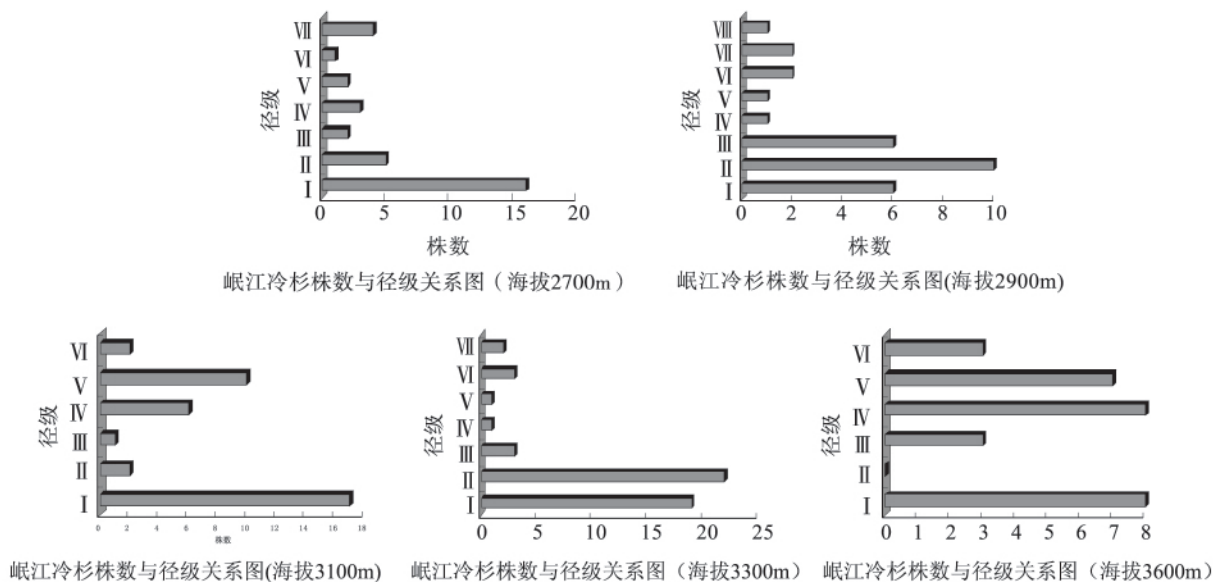 径级
Ⅶ
Ⅵ
Ⅴ
Ⅳ
Ⅲ
Ⅱ
Ⅰ
0 5 10 15 20
株数
岷江冷杉株数与径级关系图（海拔2700m）
径级
Ⅷ
Ⅶ
Ⅵ
Ⅴ
Ⅳ
Ⅲ
Ⅱ
Ⅰ
0 2 4 6 8 10
株数
岷江冷杉株数与径级关系图(海拔2900m)
径级
Ⅵ
Ⅴ
Ⅳ
Ⅲ
Ⅱ
Ⅰ
0 2 4 6 8 10 12 14 16 18
株数
岷江冷杉株数与径级关系图(海拔3100m)
径级
Ⅶ
Ⅵ
Ⅴ
Ⅳ
Ⅲ
Ⅱ
Ⅰ
0 5 10 15 20 25
岷江冷杉株数与径级关系图（海拔3300m）
径级
Ⅵ
Ⅴ
Ⅳ
Ⅲ
Ⅱ
Ⅰ
0 1 2 3 4 5 6 7 8
岷江冷杉株数与径级关系图（海拔3600m）